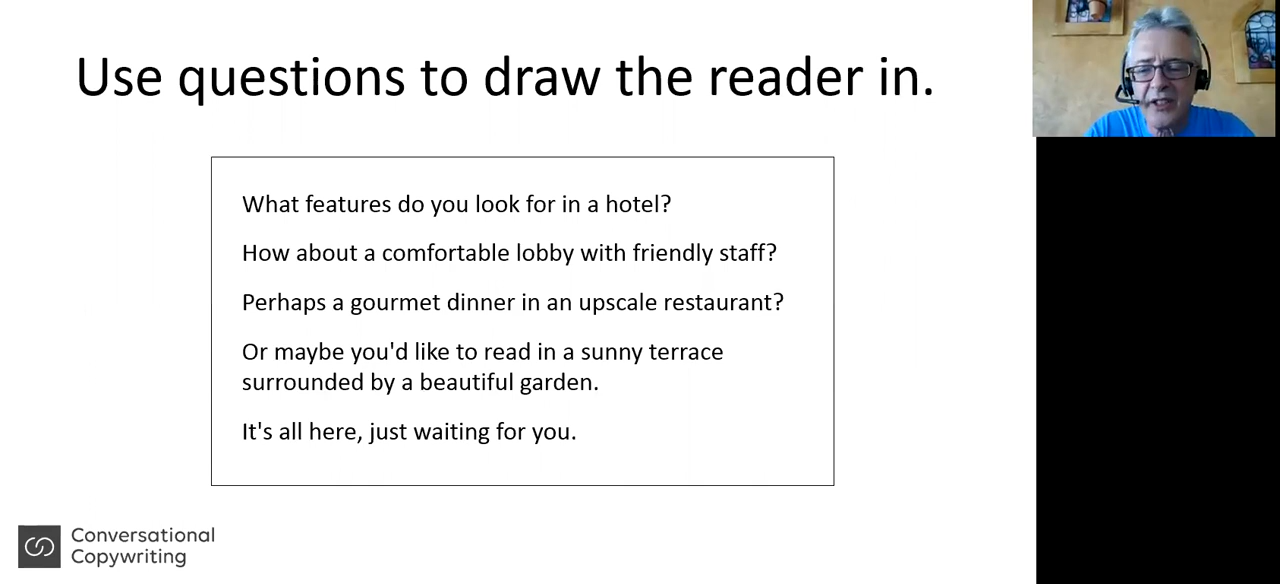 Use questions to draw the reader in.
What features do you look for in a hotel?
How about a comfortable lobby with friendly staff?
Perhaps a gourmet dinner in an upscale restaurant?
Or maybe you'd like to read in a sunny terrace
surrounded by a beautiful garden.
It's all here, just waiting for you.
Conversational
Copywriting